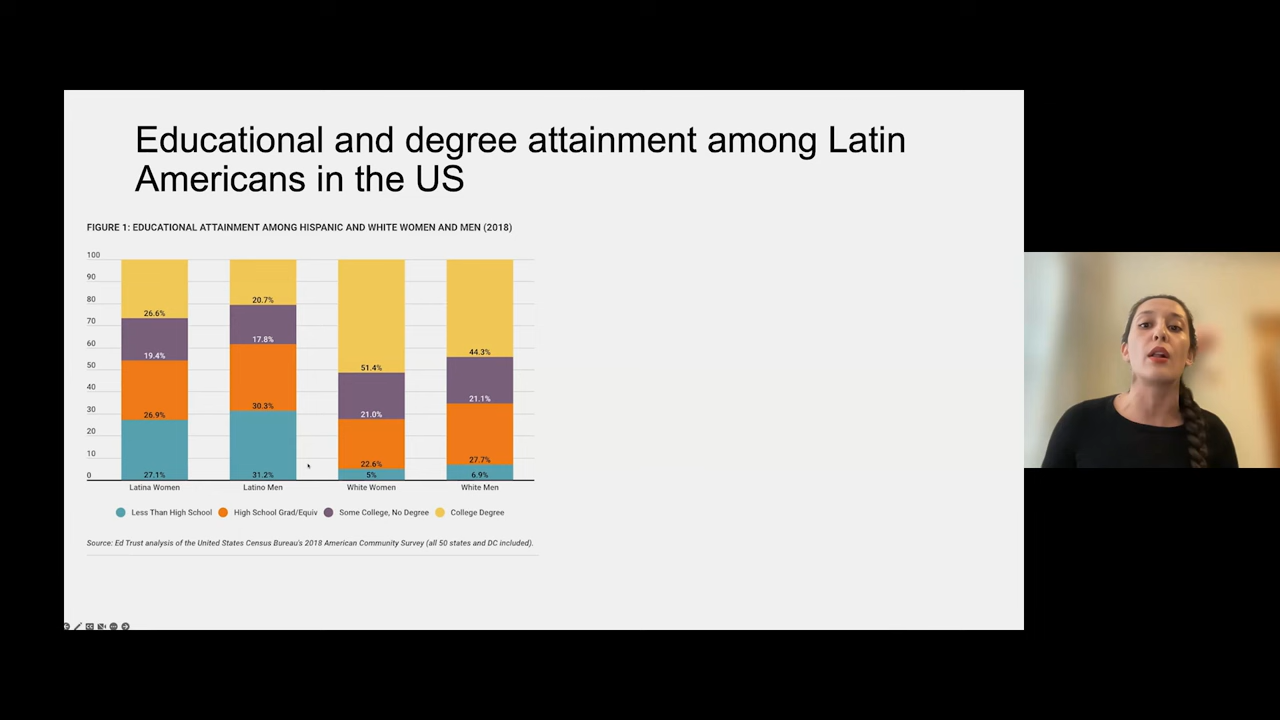 Educational and degree attainment among Latin
Americans in the US
FIGURE 1: EDUCATIONAL ATTAINMENT AMONG HISPANIC AND WHITE WOMEN AND MEN (2018)
100
90
80
70
60
50
40
30
20
10
0
26.6%
19.4%
26.9%
27.1%
20.7%
17.8%
30.3%
31.2%
51.4%
21.0%
22.6%
5%
44.3%
21.1%
27.7%
6.9%
Latina Women
Latino Men
White Women
White Men
Less Than High School
High School Grad/Equiv
Some College, No Degree
College Degree
Source: Ed Trust analysis of the United States Census Bureau's 2018 American Community Survey (all 50 states and DC included).